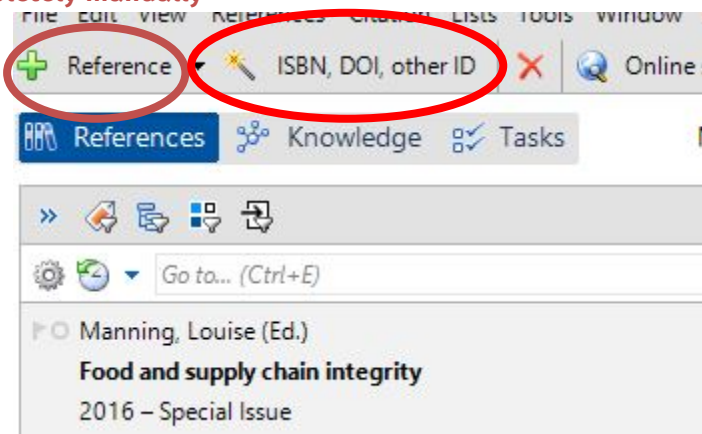 manually
File Edit View References Citation Lists Tools Window
Reference ISBN, DOI, other ID Online
References Knowledge Tasks
Go to... (Ctrl+E)
Manning, Louise (Ed.)
Food and supply chain integrity
2016 – Special Issue